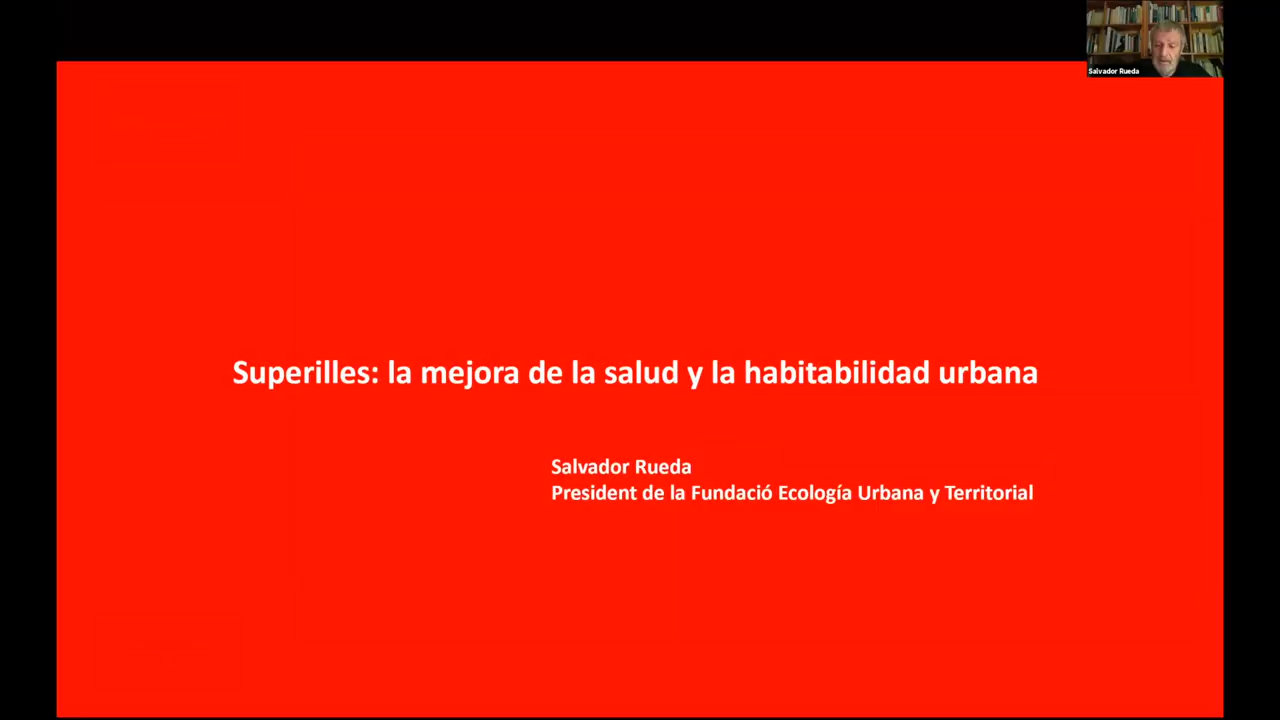 Salvador Rueda
Superilles: la mejora de la salud y la habitabilidad urbana
Salvador Rueda
President de la Fundació Ecología Urbana y Territorial